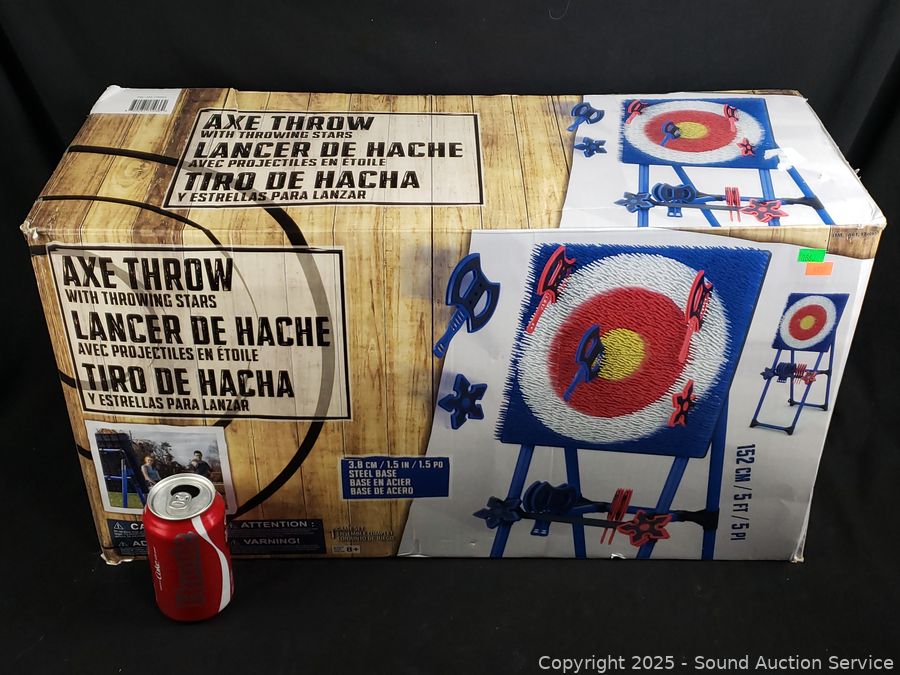 AXE THROW
WITH THROWING STARS
LANCER DE HACHE
AVEC PROJECTILES EN ÉTOILE
TIRO DE HACHA
Y ESTRELLAS PARA LANZAR
AXE THROW
WITH THROWING STARS
LANCER DE HACHE
AVEC PROJECTILES EN ÉTOILE
TIRO DE HACHA
Y ESTRELLAS PARA LANZAR
3.8 CM / 1.5 IN / 1.5 PO
STEEL BASE
BASE EN ACIER
BASE DE ACERO
152 CM / 5 FT / 5 PI
ATTENTION :
VARNING!
8+
Coke
Copyright © 2025 - Sound Auction Service